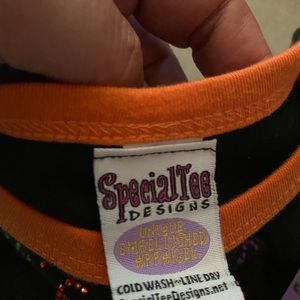 SpecialTee
DESIGNS
UNIQUE
EMBELLISHED
APPAREL
COLD WASH~LINE DRY
SpecialTeeDesigns.net